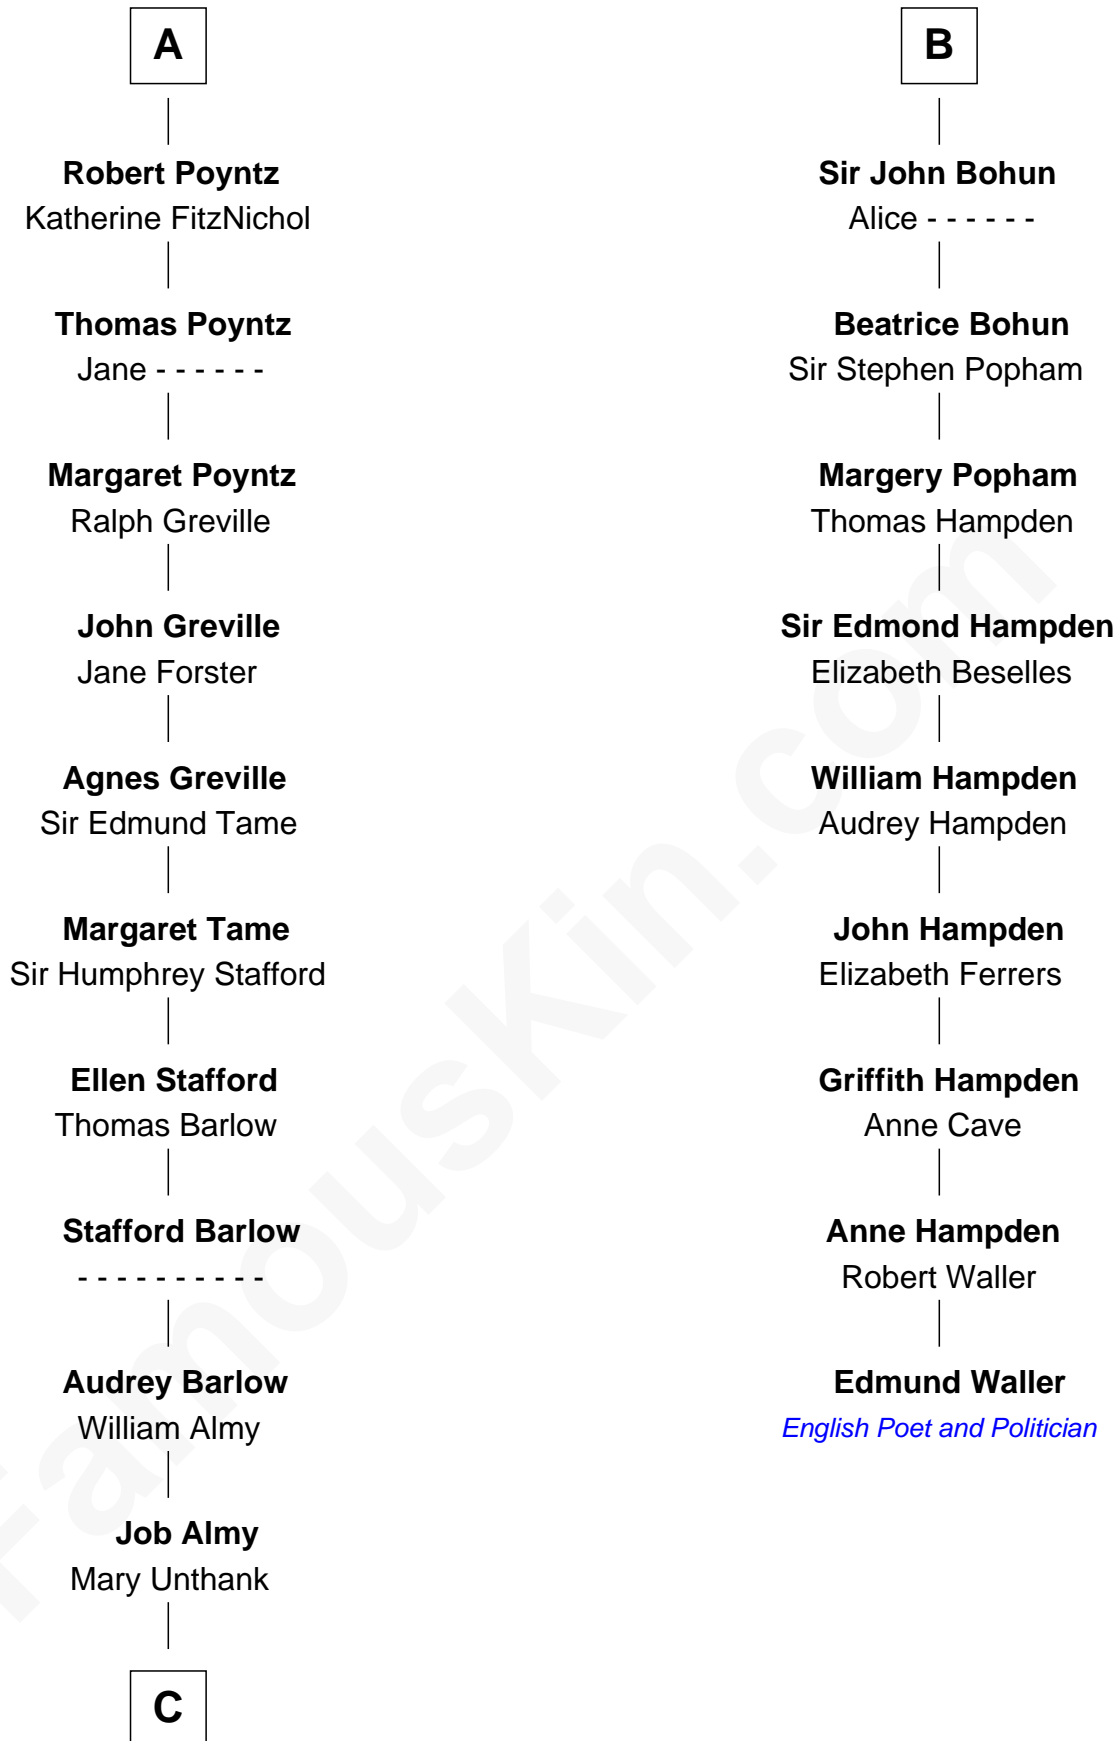 A
Robert Poyntz
Katherine FitzNichol
Thomas Poyntz
Jane - - - - - -
Margaret Poyntz
Ralph Greville
John Greville
Jane Forster
Agnes Greville
Sir Edmund Tame
Margaret Tame
Sir Humphrey Stafford
Ellen Stafford
Thomas Barlow
Stafford Barlow
- - - - - - - - - -
Audrey Barlow
William Almy
Job Almy
Mary Unthank
C
B
Sir John Bohun
Alice - - - - - -
Beatrice Bohun
Sir Stephen Popham
Margery Popham
Thomas Hampden
Sir Edmond Hampden
Elizabeth Beselles
William Hampden
Audrey Hampden
John Hampden
Elizabeth Ferrers
Griffith Hampden
Anne Cave
Anne Hampden
Robert Waller
Edmund Waller
English Poet and Politician
FamousKin.com